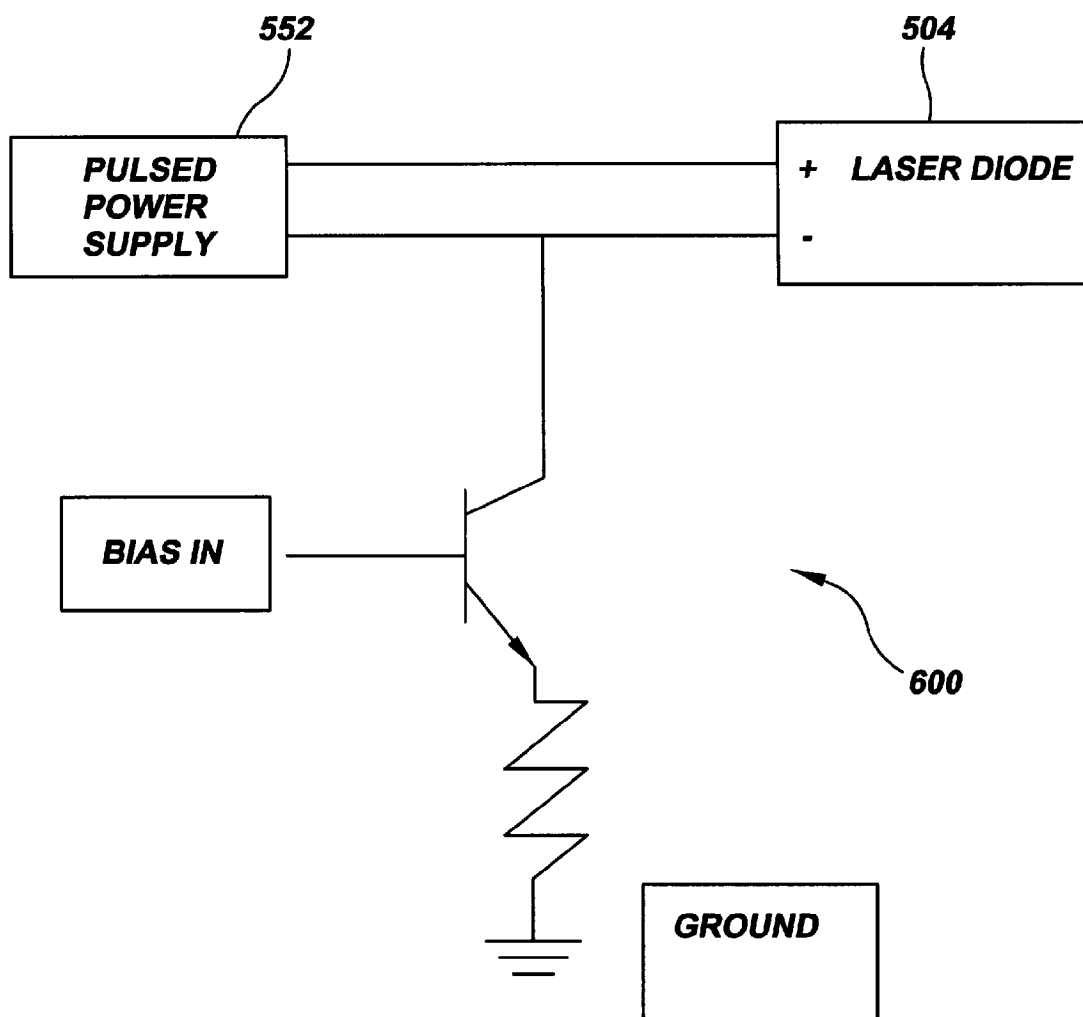 552
504
PULSED
POWER
SUPPLY
+ LASER DIODE
-
BIAS IN
600
GROUND